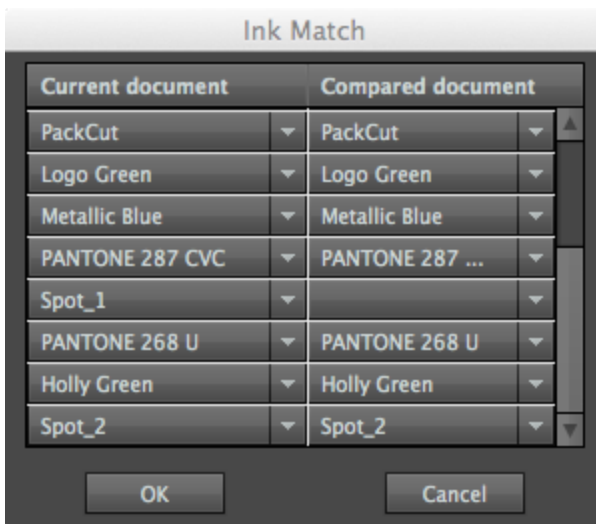 Ink Match
Current document Compared document
PackCut PackCut
Logo Green Logo Green
Metallic Blue Metallic Blue
PANTONE 287 CVC PANTONE 287 ...
Spot_1
PANTONE 268 U PANTONE 268 U
Holly Green Holly Green
Spot_2 Spot_2
OK Cancel